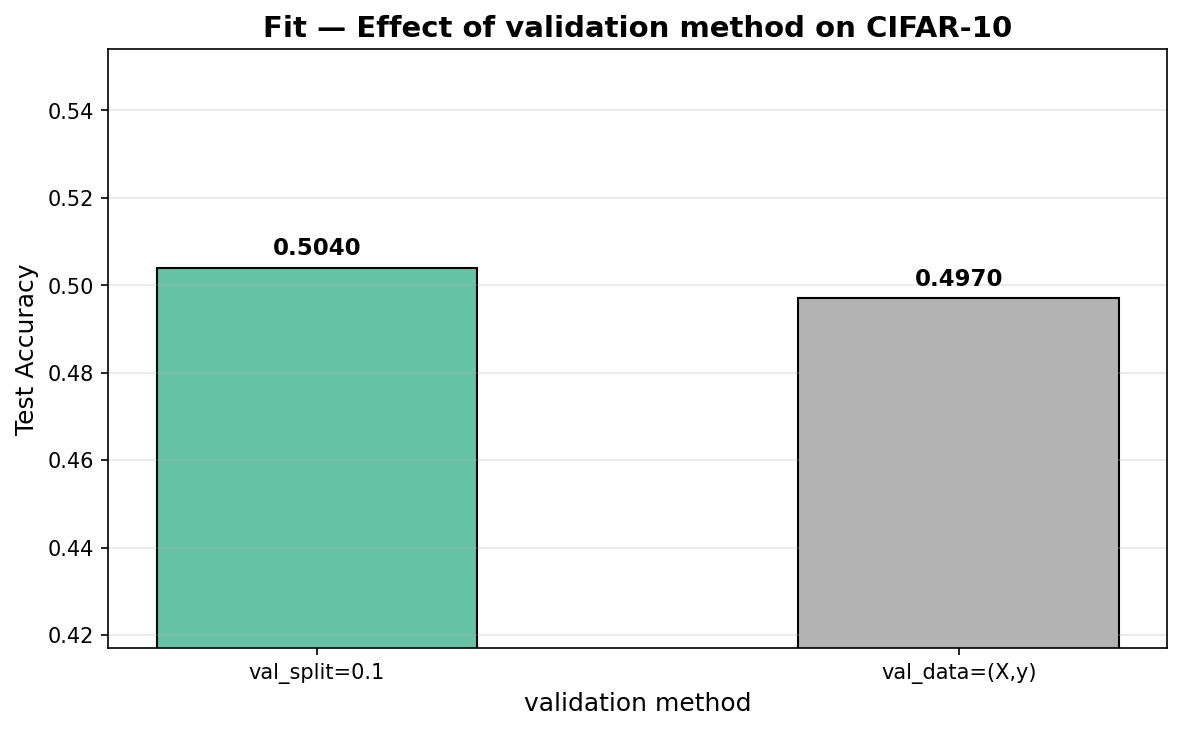 Fit — Effect of validation method on CIFAR-10
Test Accuracy
0.54
0.52
0.50
0.48
0.46
0.44
0.42
0.5040
0.4970
val_split=0.1
val_data=(X,y)
validation method